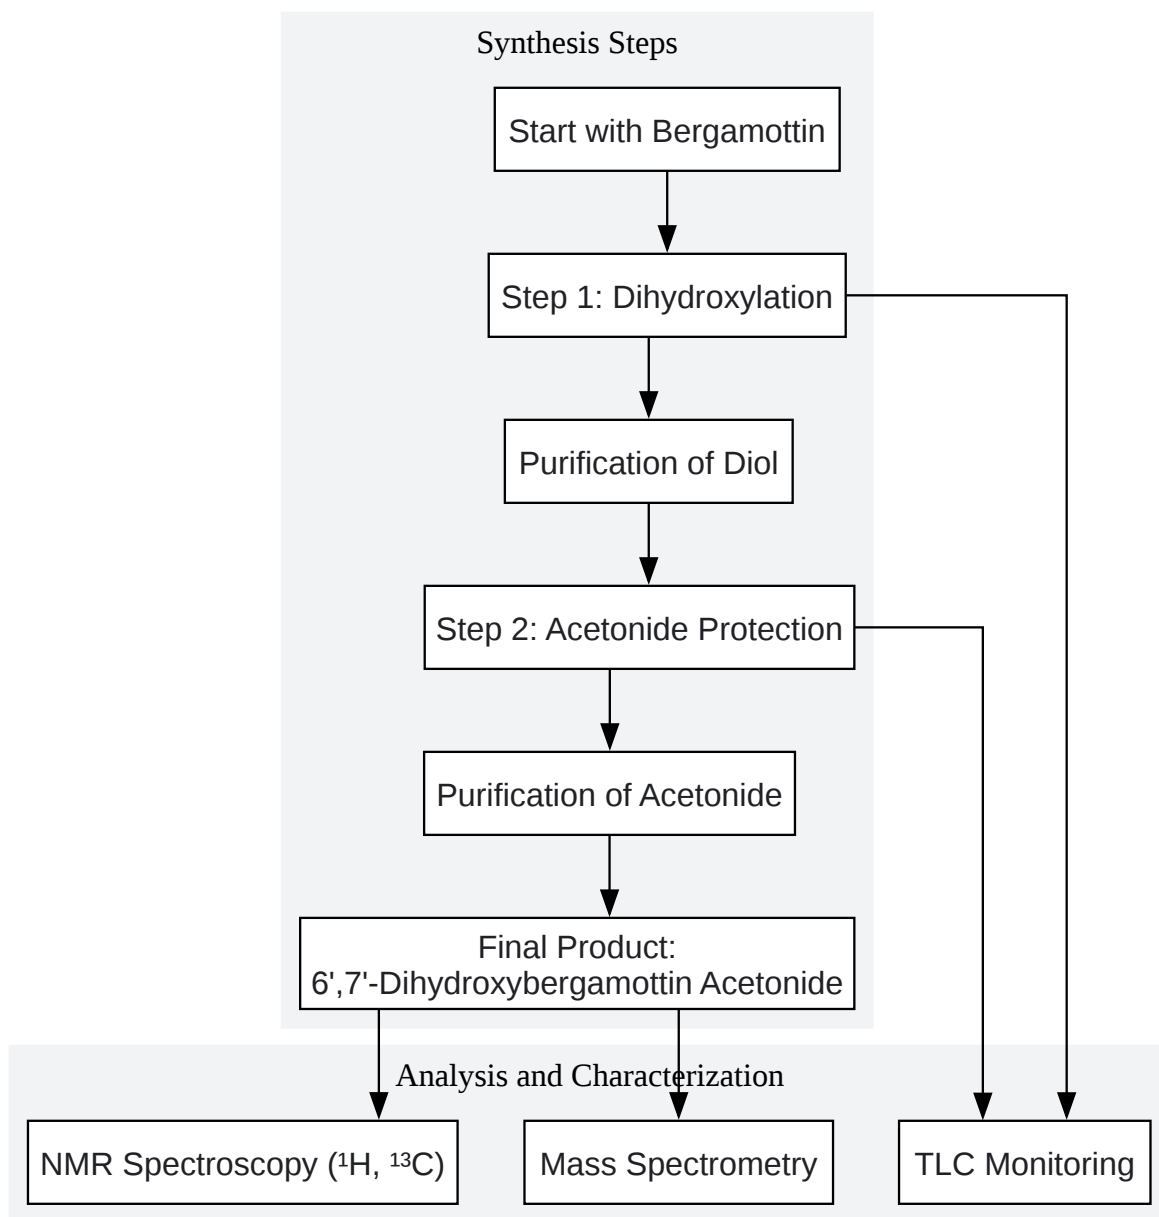 Synthesis Steps
Start with Bergamottin
Step 1: Dihydroxylation
Purification of Diol
Step 2: Acetonide Protection
Purification of Acetonide
Final Product:
6',7'-Dihydroxybergamottin Acetonide
Analysis and Characterization
NMR Spectroscopy (¹H, ¹³C)
Mass Spectrometry
TLC Monitoring